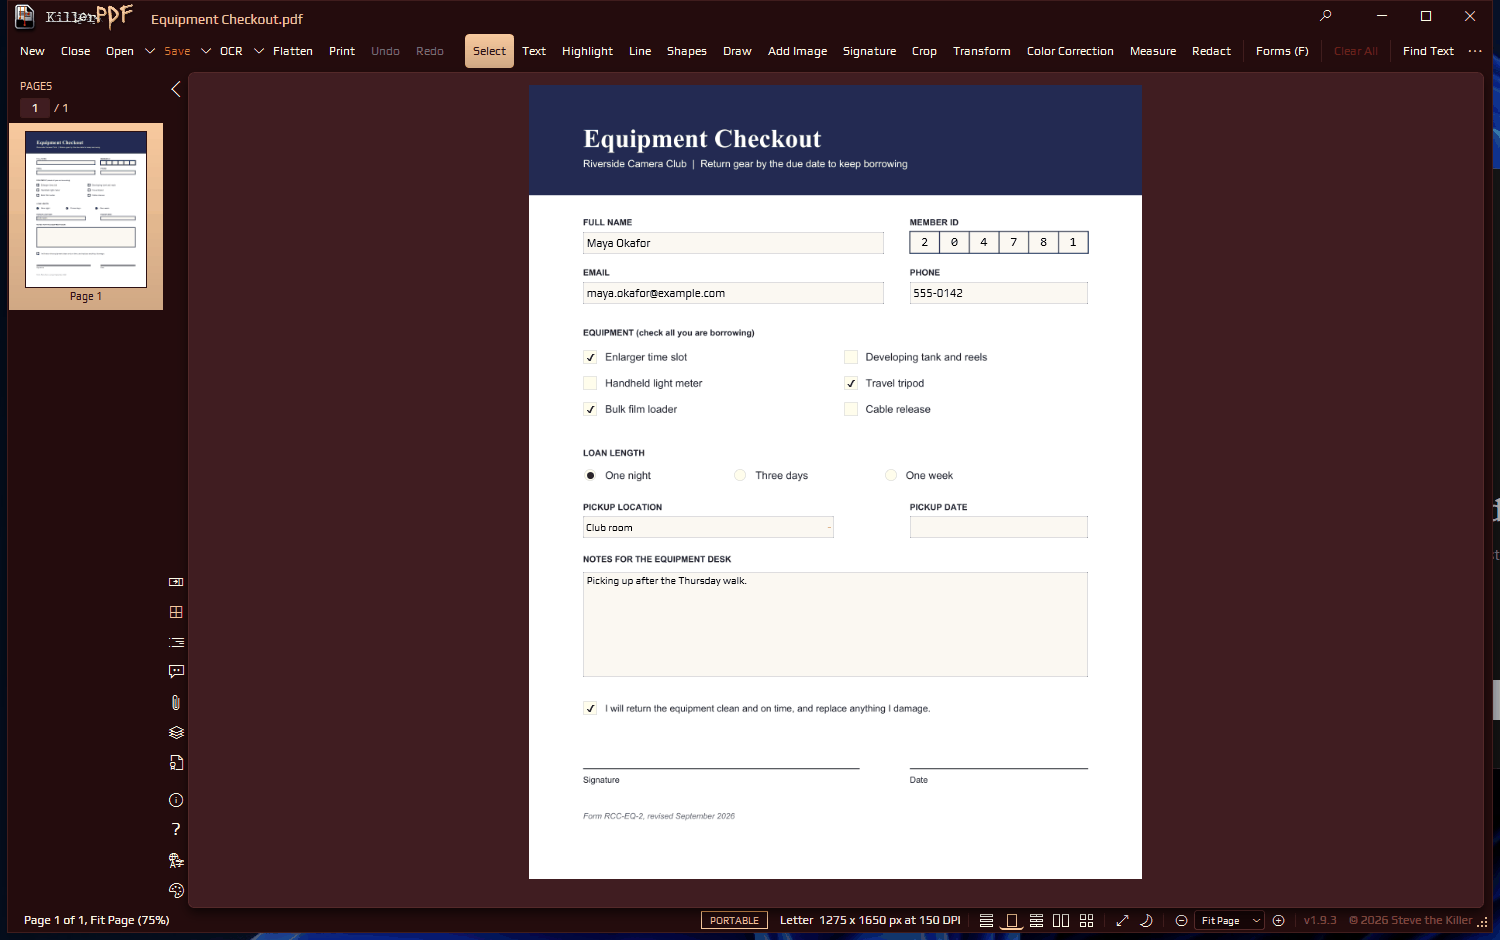 KillerPDF Equipment Checkout.pdf
New Close Open Save OCR Flatten Print Undo Redo Select Text Highlight Line Shapes Draw Add Image Signature Crop Transform Color Correction Measure Redact Forms (F) Clear All Find Text ...
PAGES
1 / 1
Page 1
Equipment Checkout
Riverside Camera Club | Return gear by the due date to keep borrowing
FULL NAME MEMBER ID
Maya Okafor 2 0 4 7 8 1
EMAIL PHONE
maya.okafor@example.com 555-0142
EQUIPMENT (check all you are borrowing)
Enlarger time slot Developing tank and reels
Handheld light meter Travel tripod
Bulk film loader Cable release
LOAN LENGTH
One night Three days One week
PICKUP LOCATION PICKUP DATE
Club room
NOTES FOR THE EQUIPMENT DESK
Picking up after the Thursday walk.
I will return the equipment clean and on time, and replace anything I damage.
Signature Date
Form RCC-EQ-2, revised September 2026
Page 1 of 1, Fit Page (75%) PORTABLE Letter 1275 x 1650 px at 150 DPI Fit Page v1.9.3 © 2026 Steve the Killer